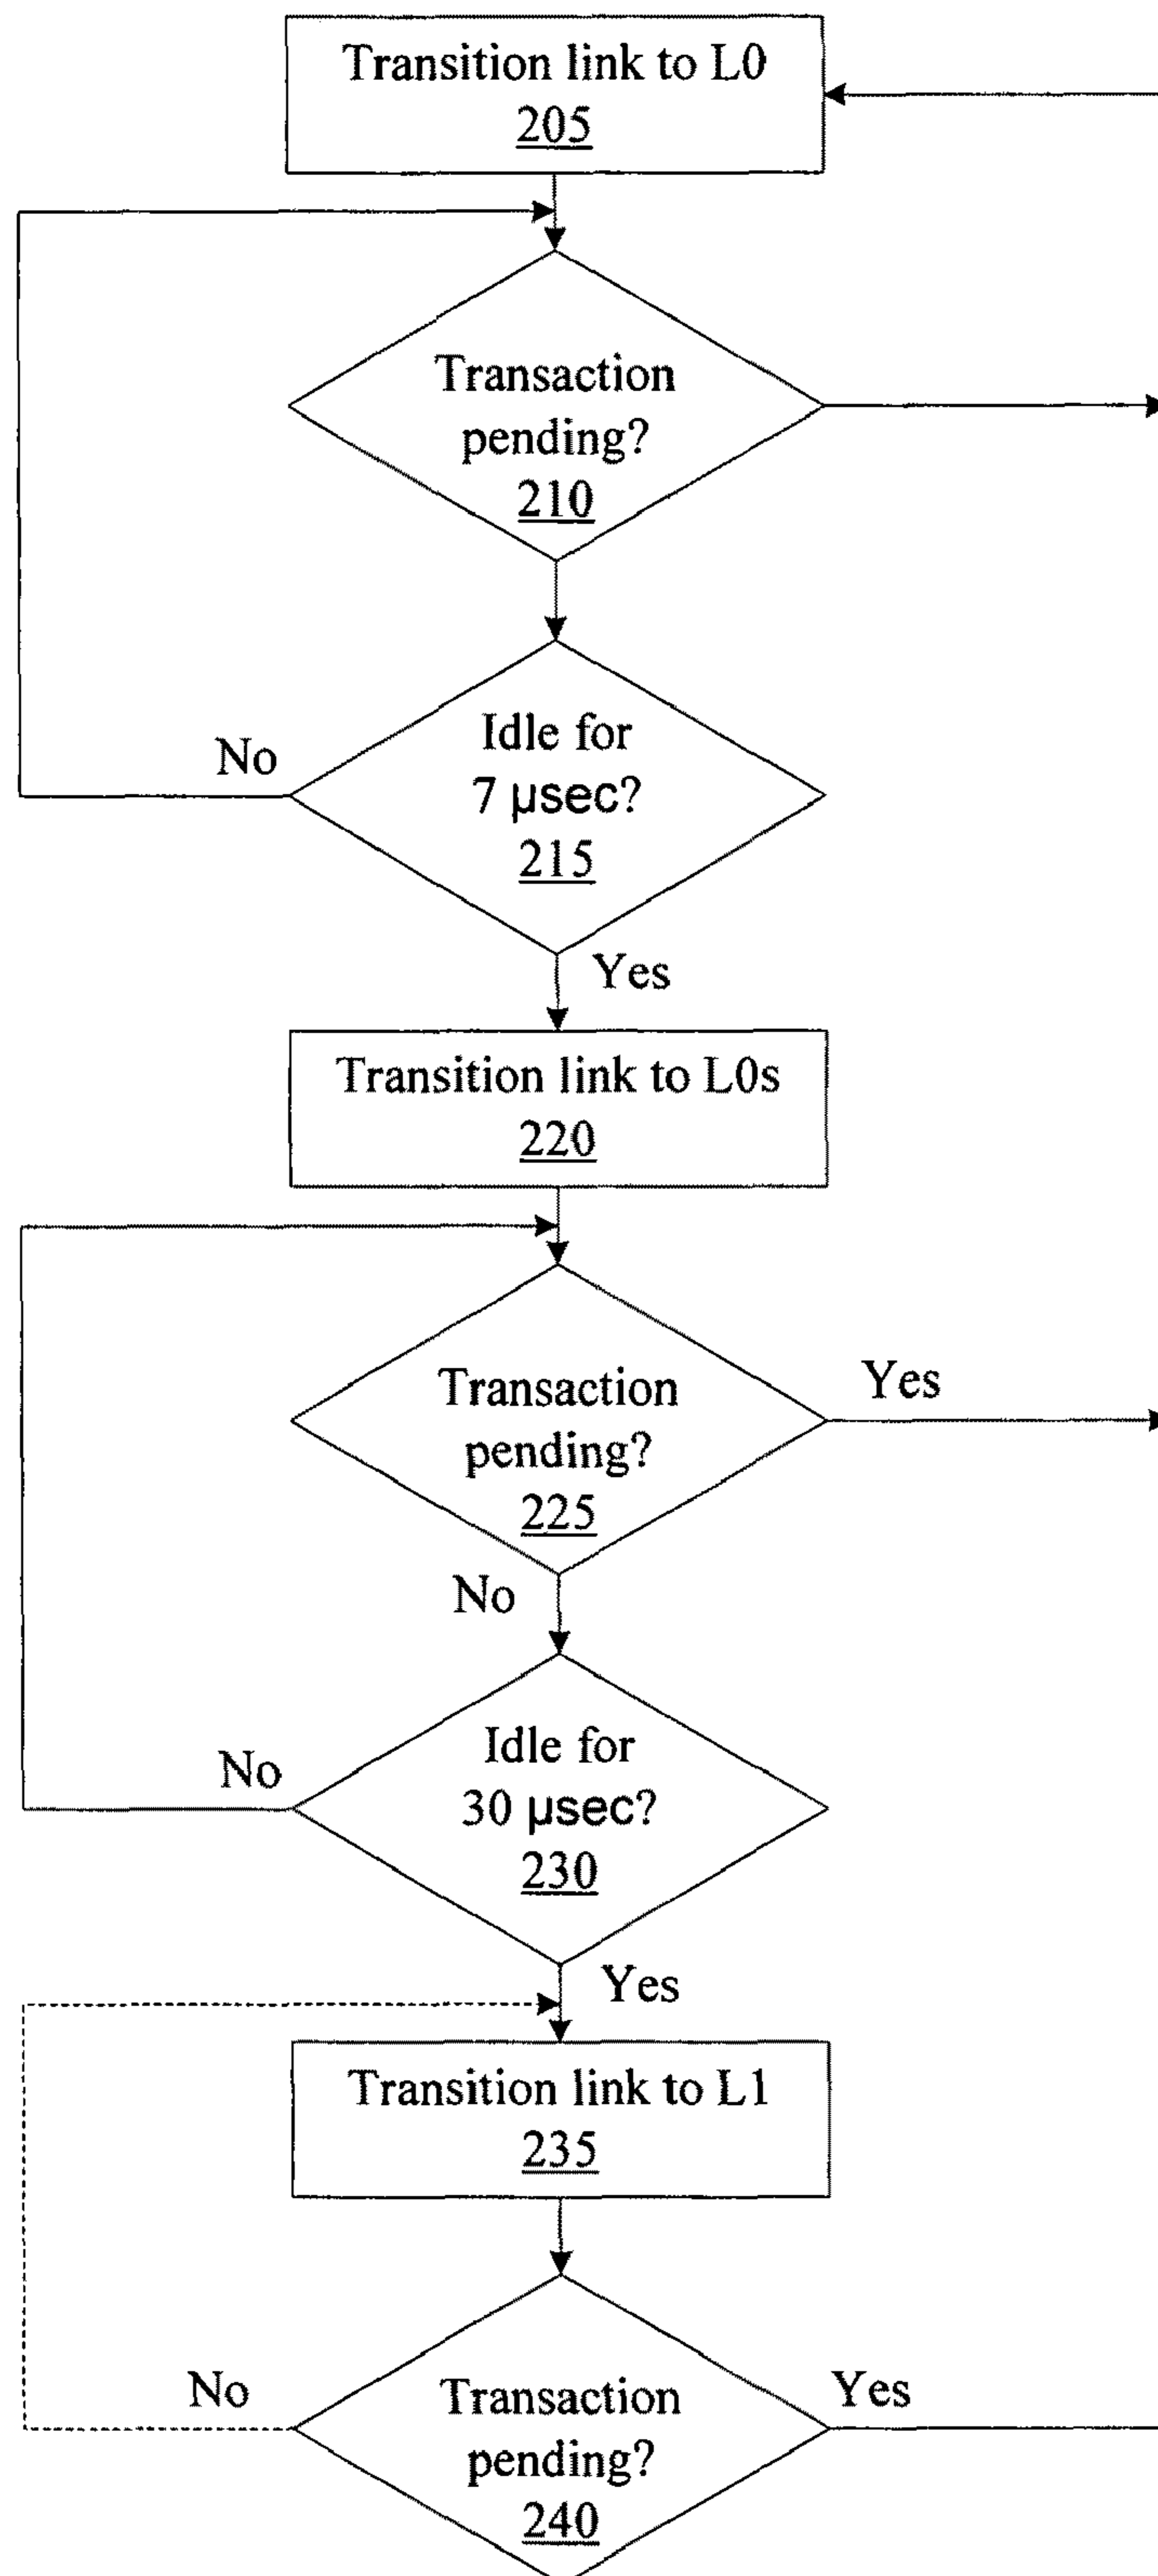 Transition link to L0
205
Transaction
pending?
210
Idle for
7 µsec?
215
No
Yes
Transition link to L0s
220
Transaction
pending?
225
Yes
No
Idle for
30 µsec?
230
No
Yes
Transition link to L1
235
Transaction
pending?
240
No
Yes